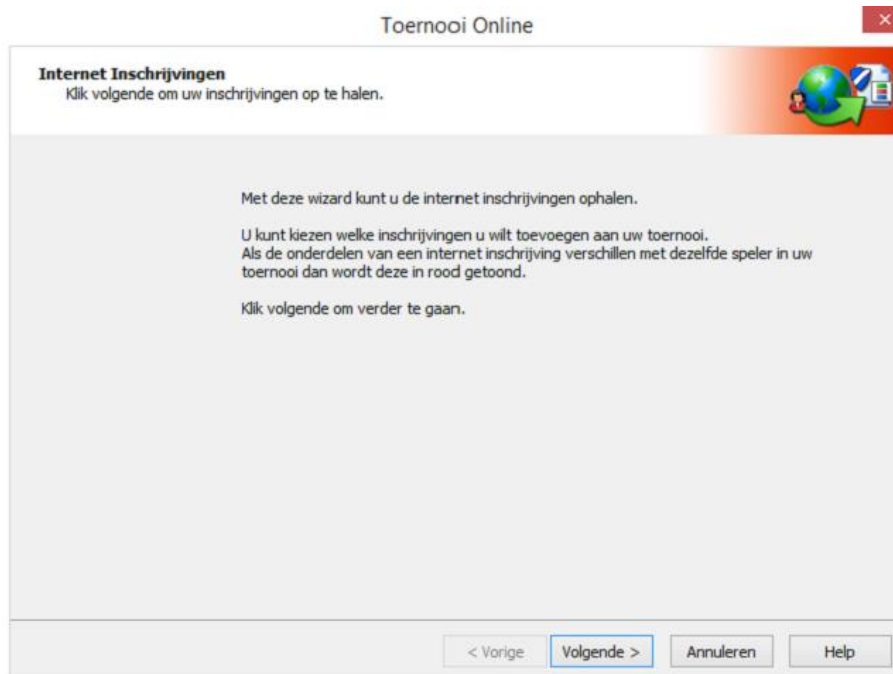 Toernooi Online
Internet Inschrijvingen
Klik volgende om uw inschrijvingen op te halen.
Met deze wizard kunt u de internet inschrijvingen ophalen.
U kunt kiezen welke inschrijvingen u wilt toevoegen aan uw toernooi.
Als de onderdelen van een internet inschrijving verschillen met dezelfde speler in uw
toernooi dan wordt deze in rood getoond.
Klik volgende om verder te gaan.
< Vorige
Volgende >
Annuleren
Help